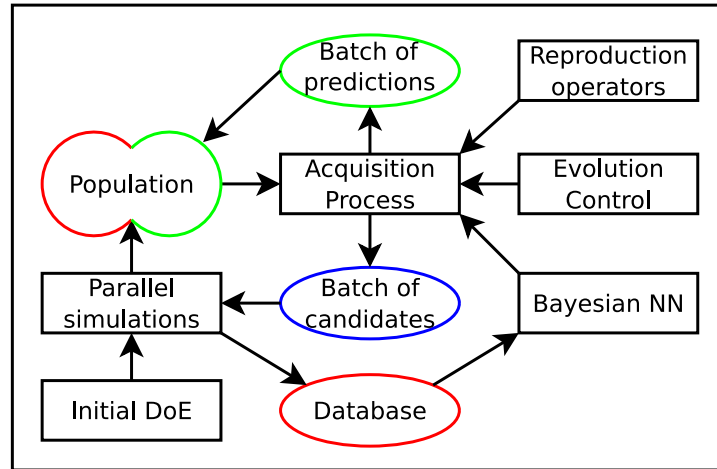 Batch of
predictions
Reproduction
operators
Population
Acquisition
Process
Evolution
Control
Parallel
simulations
Batch of
candidates
Bayesian NN
Initial DoE
Database